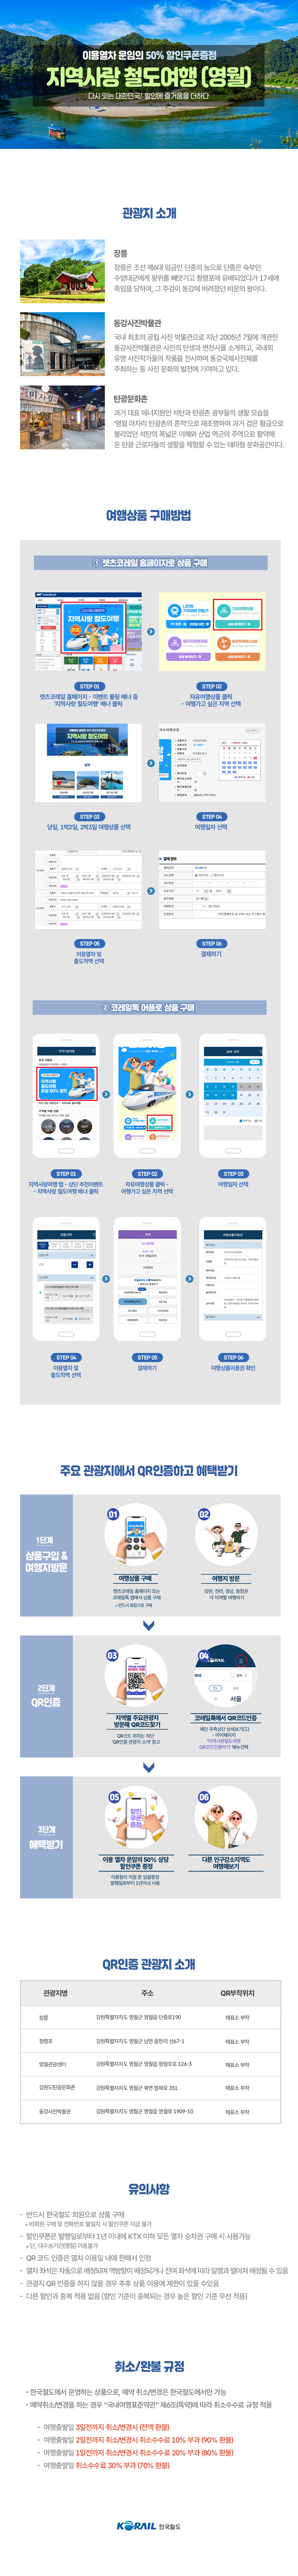 이용열차 운임의 50% 할인쿠폰증정
지역사랑 철도여행 (영월)
다시 잇는 대한민국! 할인에 즐거움을 더하다
관광지 소개
장릉
장릉은 조선 제6대 임금인 단종의 능으로 단종은 숙부인
수양대군에게 왕위를 빼앗기고 청령포에 유배되었다가 17세에
죽임을 당하여, 그 주검이 동강에 버려졌던 비운의 왕이다.
동강사진박물관
국내 최초의 공립 사진 박물관으로 지난 2005년 7월에 개관한
동강사진박물관은 사진의 탄생과 변천사를 소개하고, 국내외
유명 사진작가들의 작품을 전시하며 동강국제사진제를
주최하는 등 사진 문화의 발전에 기여하고 있다.
탄광문화촌
과거 대표 에너지원인 석탄과 탄광촌 광부들의 생활 모습을
'영월 마차리 탄광촌의 흔적'으로 재조명하여 과거 검은 황금으로
불리었던 석탄의 폭넓은 이해와 산업 역군의 주역으로 활약해
온 탄광 근로자들의 생활을 체험할 수 있는 테마형 문화공간이다.
여행상품 구매방법
① 렛츠코레일 홈페이지로 상품 구매
지역사랑 철도여행
STEP 01
렛츠코레일 홈페이지 - 이벤트 롤링 배너 중
'지역사랑 철도여행' 배너 클릭
STEP 02
자유여행상품 클릭
- 여행가고 싶은 지역 선택
지역사랑 철도여행
STEP 03
당일, 1박2일, 2박3일 여행상품 선택
STEP 04
여행일자 선택
STEP 05
이용열차 및
출도착역 선택
STEP 06
결제하기
② 코레일톡 어플로 상품 구매
STEP 01
지역사랑여행 탭 - 상단 추천이벤트
- 지역사랑 철도여행 배너 클릭
STEP 02
자유여행상품 클릭 -
여행가고 싶은 지역 선택
STEP 03
여행일자 선택
STEP 04
이용열차 및
출도착역 선택
STEP 05
결제하기
STEP 06
여행상품이용권 확인
주요 관광지에서 QR인증하고 혜택받기
1단계
상품구입 &
여행지방문
01
여행상품 구매
렛츠코레일 홈페이지 또는
코레일톡 앱에서 상품 구매
* 반드시 회원으로 구매
02
여행지 방문
강원, 전라, 경상, 충청권
각 지역별 여행하기
2단계
QR인증
03
지역별 주요관광지
방문해 QR코드찾기
QR코드 위치는 하단
'QR인증 관광지 소개' 참고
04
서울
코레일톡에서 QR코드인증
메인 우측상단 상세보기(三)
- 마이페이지
'지역사랑철도여행
QR코드인증하기' 메뉴선택
3단계
혜택받기
05
할인
쿠폰
증정
이용 열차 운임의 50% 상당
할인쿠폰 증정
이용월의 익월 중 일괄증정
발행일로부터 1년이내 사용
06
다른 인구감소지역도
여행해보기
QR인증 관광지 소개
관광지명 주소 QR부착위치
장릉 강원특별자치도 영월군 영월읍 단종로190 매표소 부착
청령포 강원특별자치도 영월군 남면 광천리 산67-1 매표소 부착
영월관광센터 강원특별자치도 영월군 영월읍 청령포로 126-3 매표소 부착
강원도탄광문화촌 강원특별자치도 영월군 북면 밤재로 351 매표소 부착
동강사진박물관 강원특별자치도 영월군 영월읍 영월로 1909-10 매표소 부착
유의사항
- 반드시 한국철도 회원으로 상품 구매
* 비회원 구매 및 전화번호 불일치 시 할인쿠폰 지급 불가
- 할인쿠폰은 발행일로부터 1년 이내에 KTX 이하 모든 열차 승차권 구매 시 사용가능
* 단, 대수송기간(명절) 이용불가
- QR 코드 인증은 열차 이용일 내에 한해서 인정
- 열차 좌석은 자동으로 배정되며 역방향이 배정되거나 잔여 좌석에 따라 일행과 떨어져 배정될 수 있음
- 관광지 QR 인증을 하지 않을 경우 추후 상품 이용에 제한이 있을 수있음
- 다른 할인과 중복 적용 없음 (할인 기준이 중복되는 경우 높은 할인 기준 우선 적용)
취소/환불 규정
- 한국철도에서 운영하는 상품으로, 예약 취소/변경은 한국철도에서만 가능
- 예약취소/변경을 하는 경우 "국내여행표준약관" 제6조(특약)에 따라 취소수수료 규정 적용
- 여행출발일 3일전까지 취소/변경시 (전액 환불)
- 여행출발일 2일전까지 취소/변경시 취소수수료 10% 부과 (90% 환불)
- 여행출발일 1일전까지 취소/변경시 취소수수료 20% 부과 (80% 환불)
- 여행출발일 취소수수료 30% 부과 (70% 환불)
KORAIL 한국철도